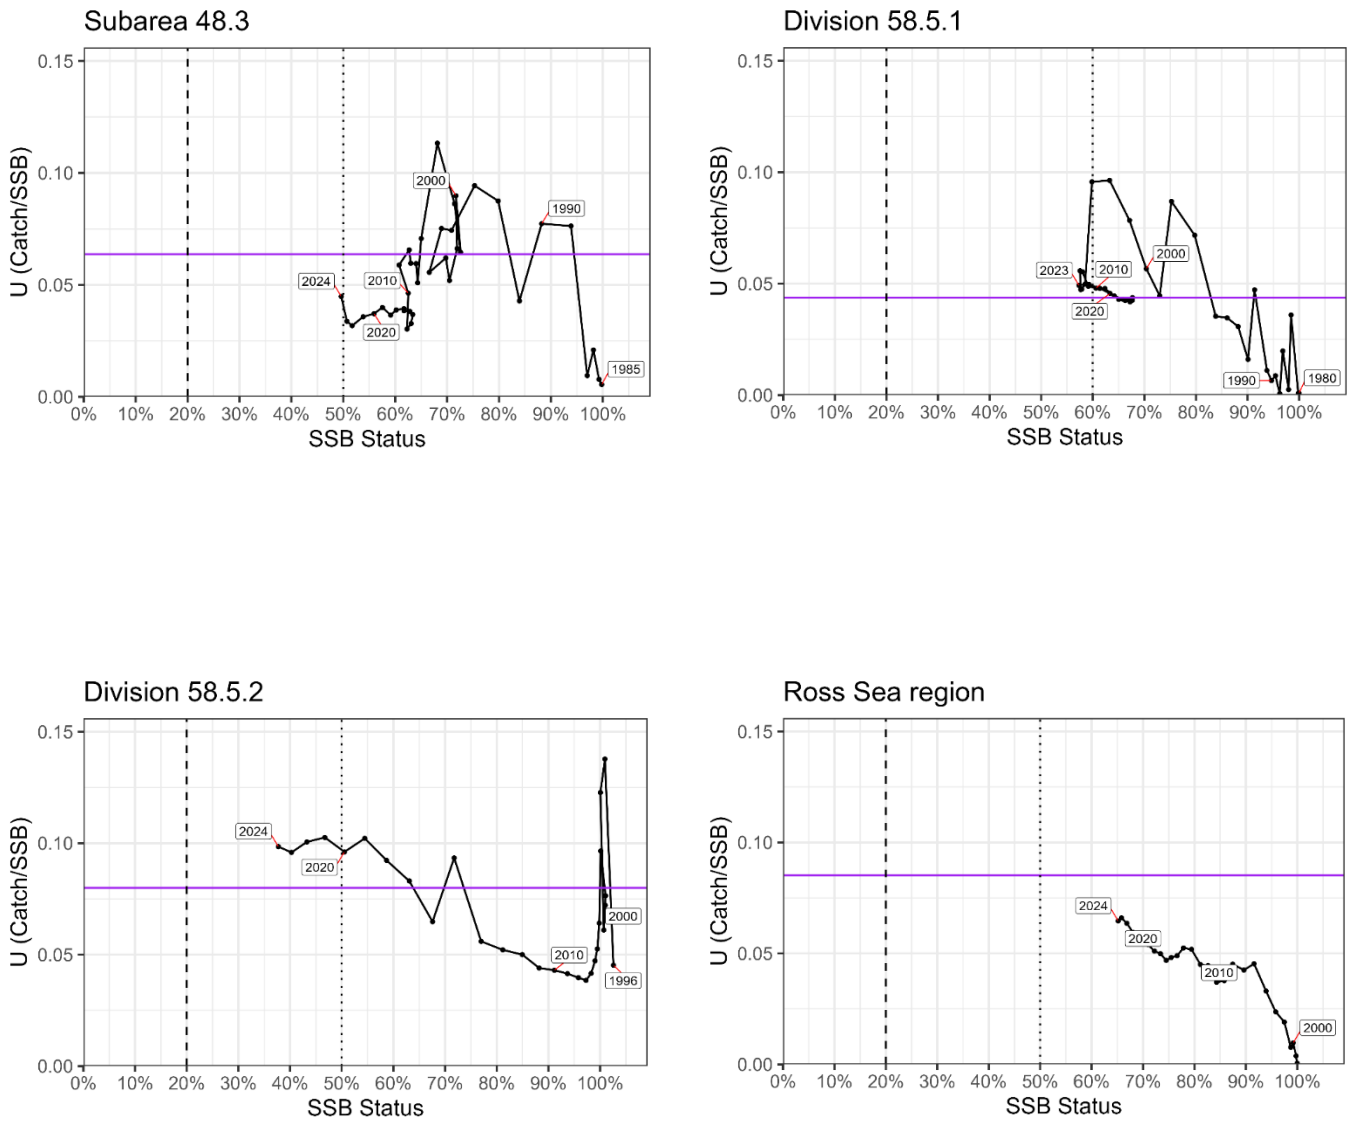 Subarea 48.3
0.15
0.10
0.05
0.00
U (Catch/SSB)
2000
1990
2024
2010
2020
1985
0% 10% 20% 30% 40% 50% 60% 70% 80% 90% 100%
SSB Status
Division 58.5.1
0.15
0.10
0.05
0.00
U (Catch/SSB)
2000
2023
2010
2020
1990
1980
0% 10% 20% 30% 40% 50% 60% 70% 80% 90% 100%
SSB Status
Division 58.5.2
0.15
0.10
0.05
0.00
U (Catch/SSB)
2024
2020
2000
2010
1996
0% 10% 20% 30% 40% 50% 60% 70% 80% 90% 100%
SSB Status
Ross Sea region
0.15
0.10
0.05
0.00
U (Catch/SSB)
2024
2020
2010
2000
0% 10% 20% 30% 40% 50% 60% 70% 80% 90% 100%
SSB Status